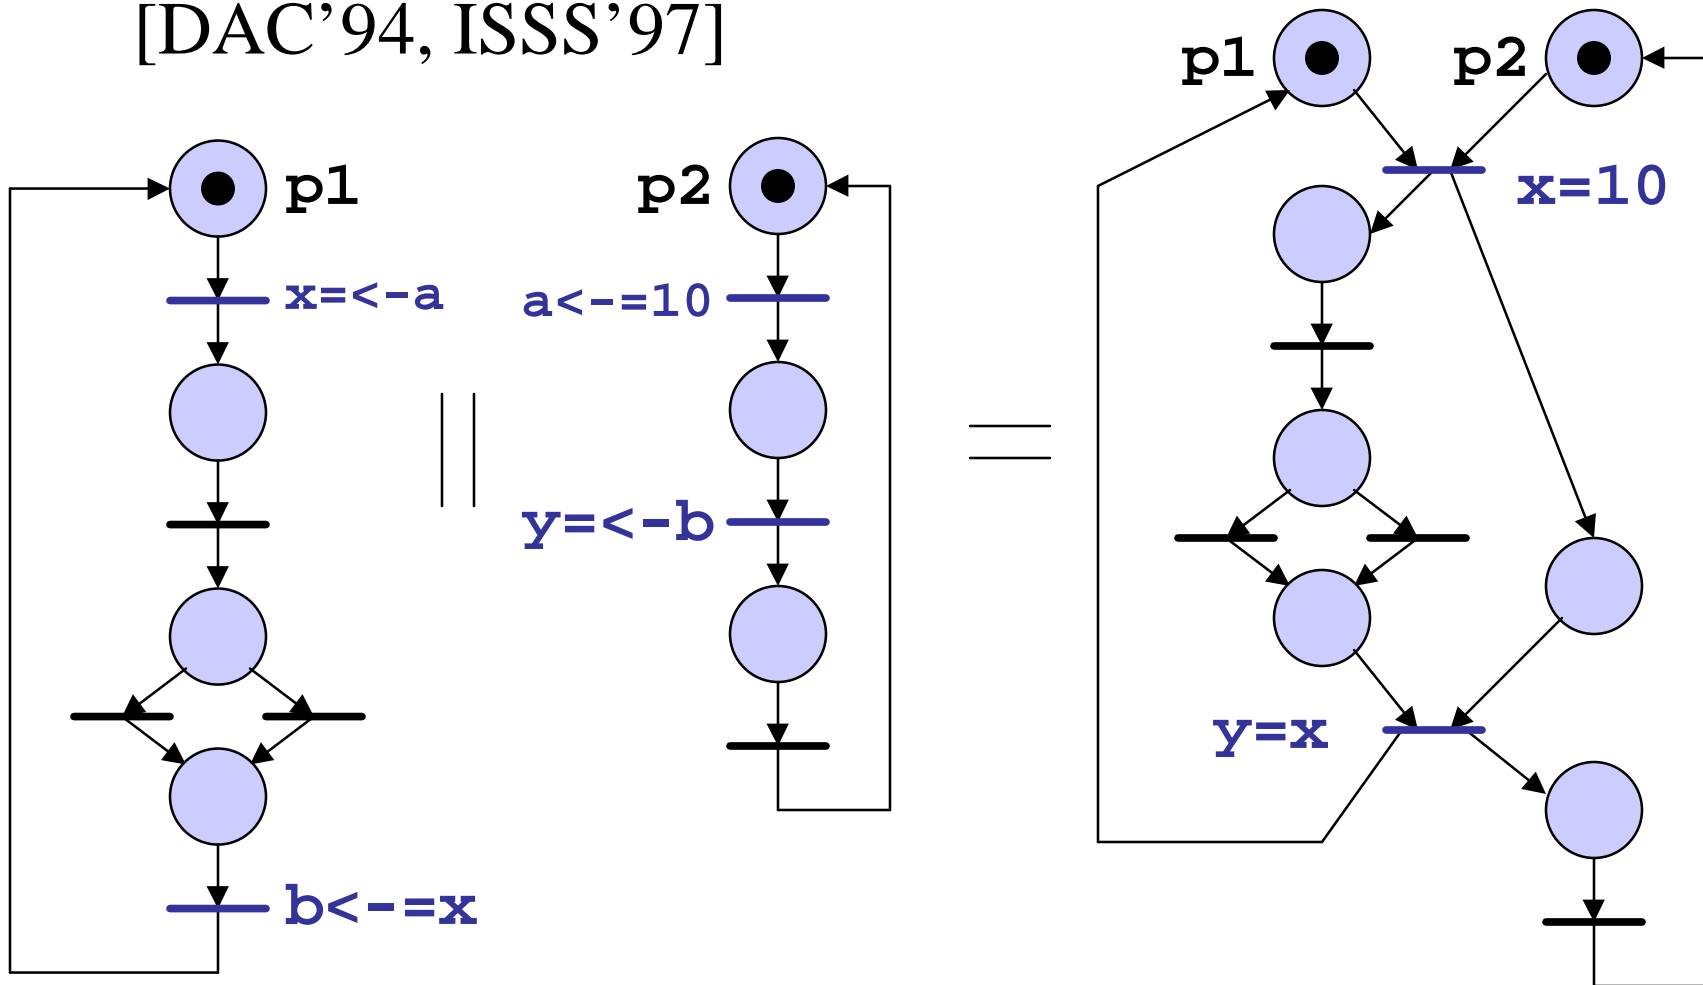 [DAC’94, ISSS’97]
p1
x=<-a
b<-=x
p2
a<-=10
y=<-b
p1
p2
x=10
y=x